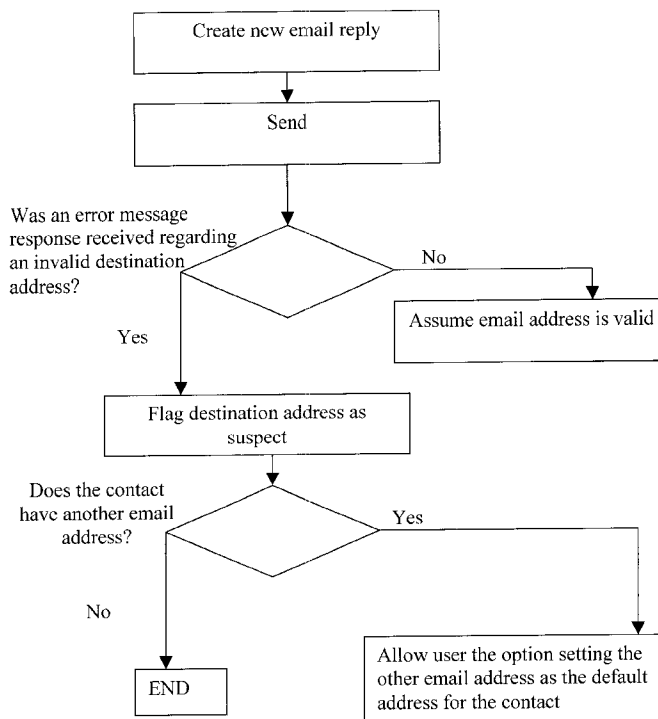 Create new email reply
Send
Was an error message
response received regarding
an invalid destination
address?
No
Assume email address is valid
Yes
Flag destination address as
suspect
Does the contact
have another email
address?
Yes
No
END
Allow user the option setting the
other email address as the default
address for the contact